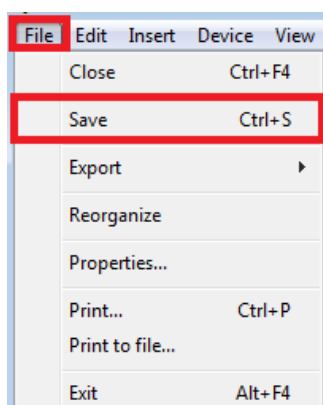 File Edit Insert Device View
Close Ctrl+F4
Save Ctrl+S
Export
Reorganize
Properties...
Print... Ctrl+P
Print to file...
Exit Alt+F4